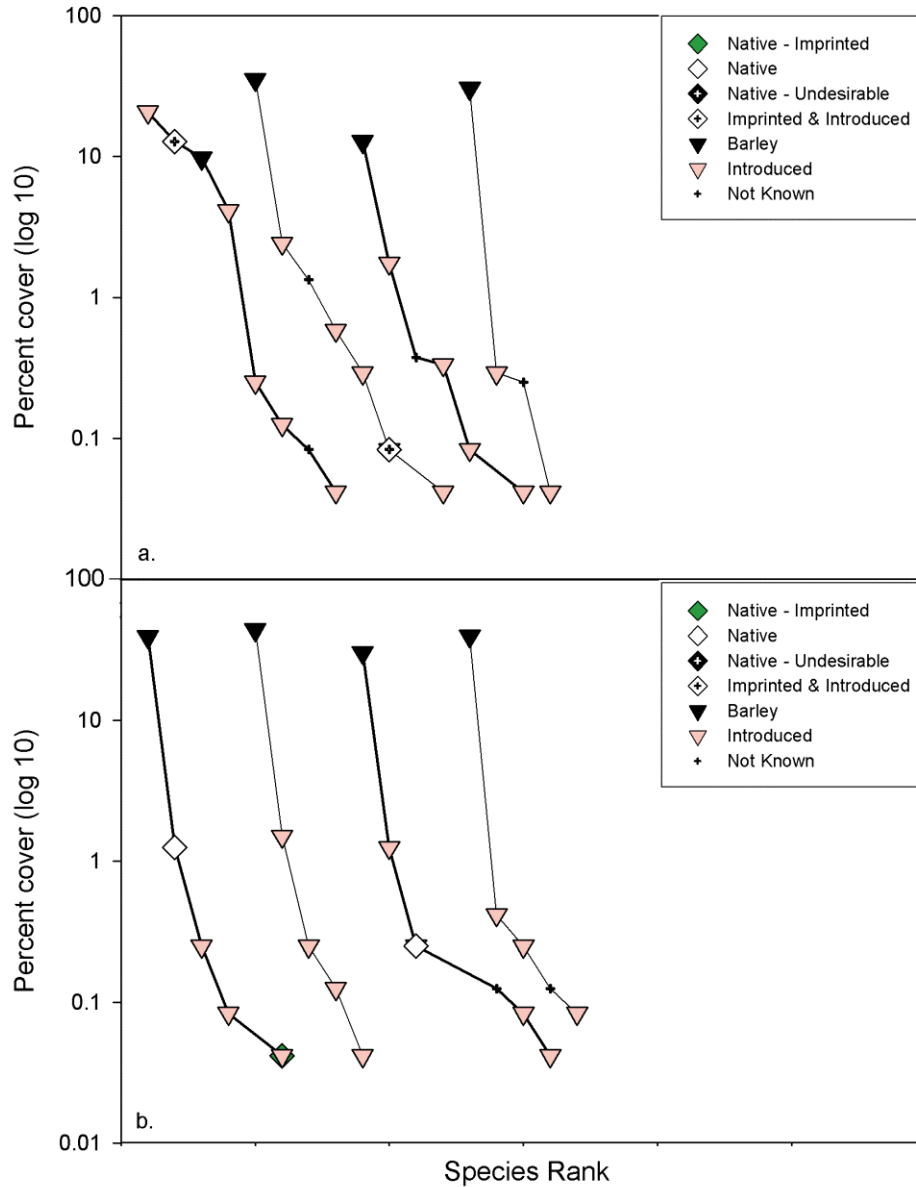 100
10
1
0.1
Percent cover (log 10)
Native - Imprinted
Native
Native - Undesirable
Imprinted & Introduced
Barley
Introduced
Not Known
a.
100
10
1
0.1
0.01
Percent cover (log 10)
Native - Imprinted
Native
Native - Undesirable
Imprinted & Introduced
Barley
Introduced
Not Known
b.
Species Rank